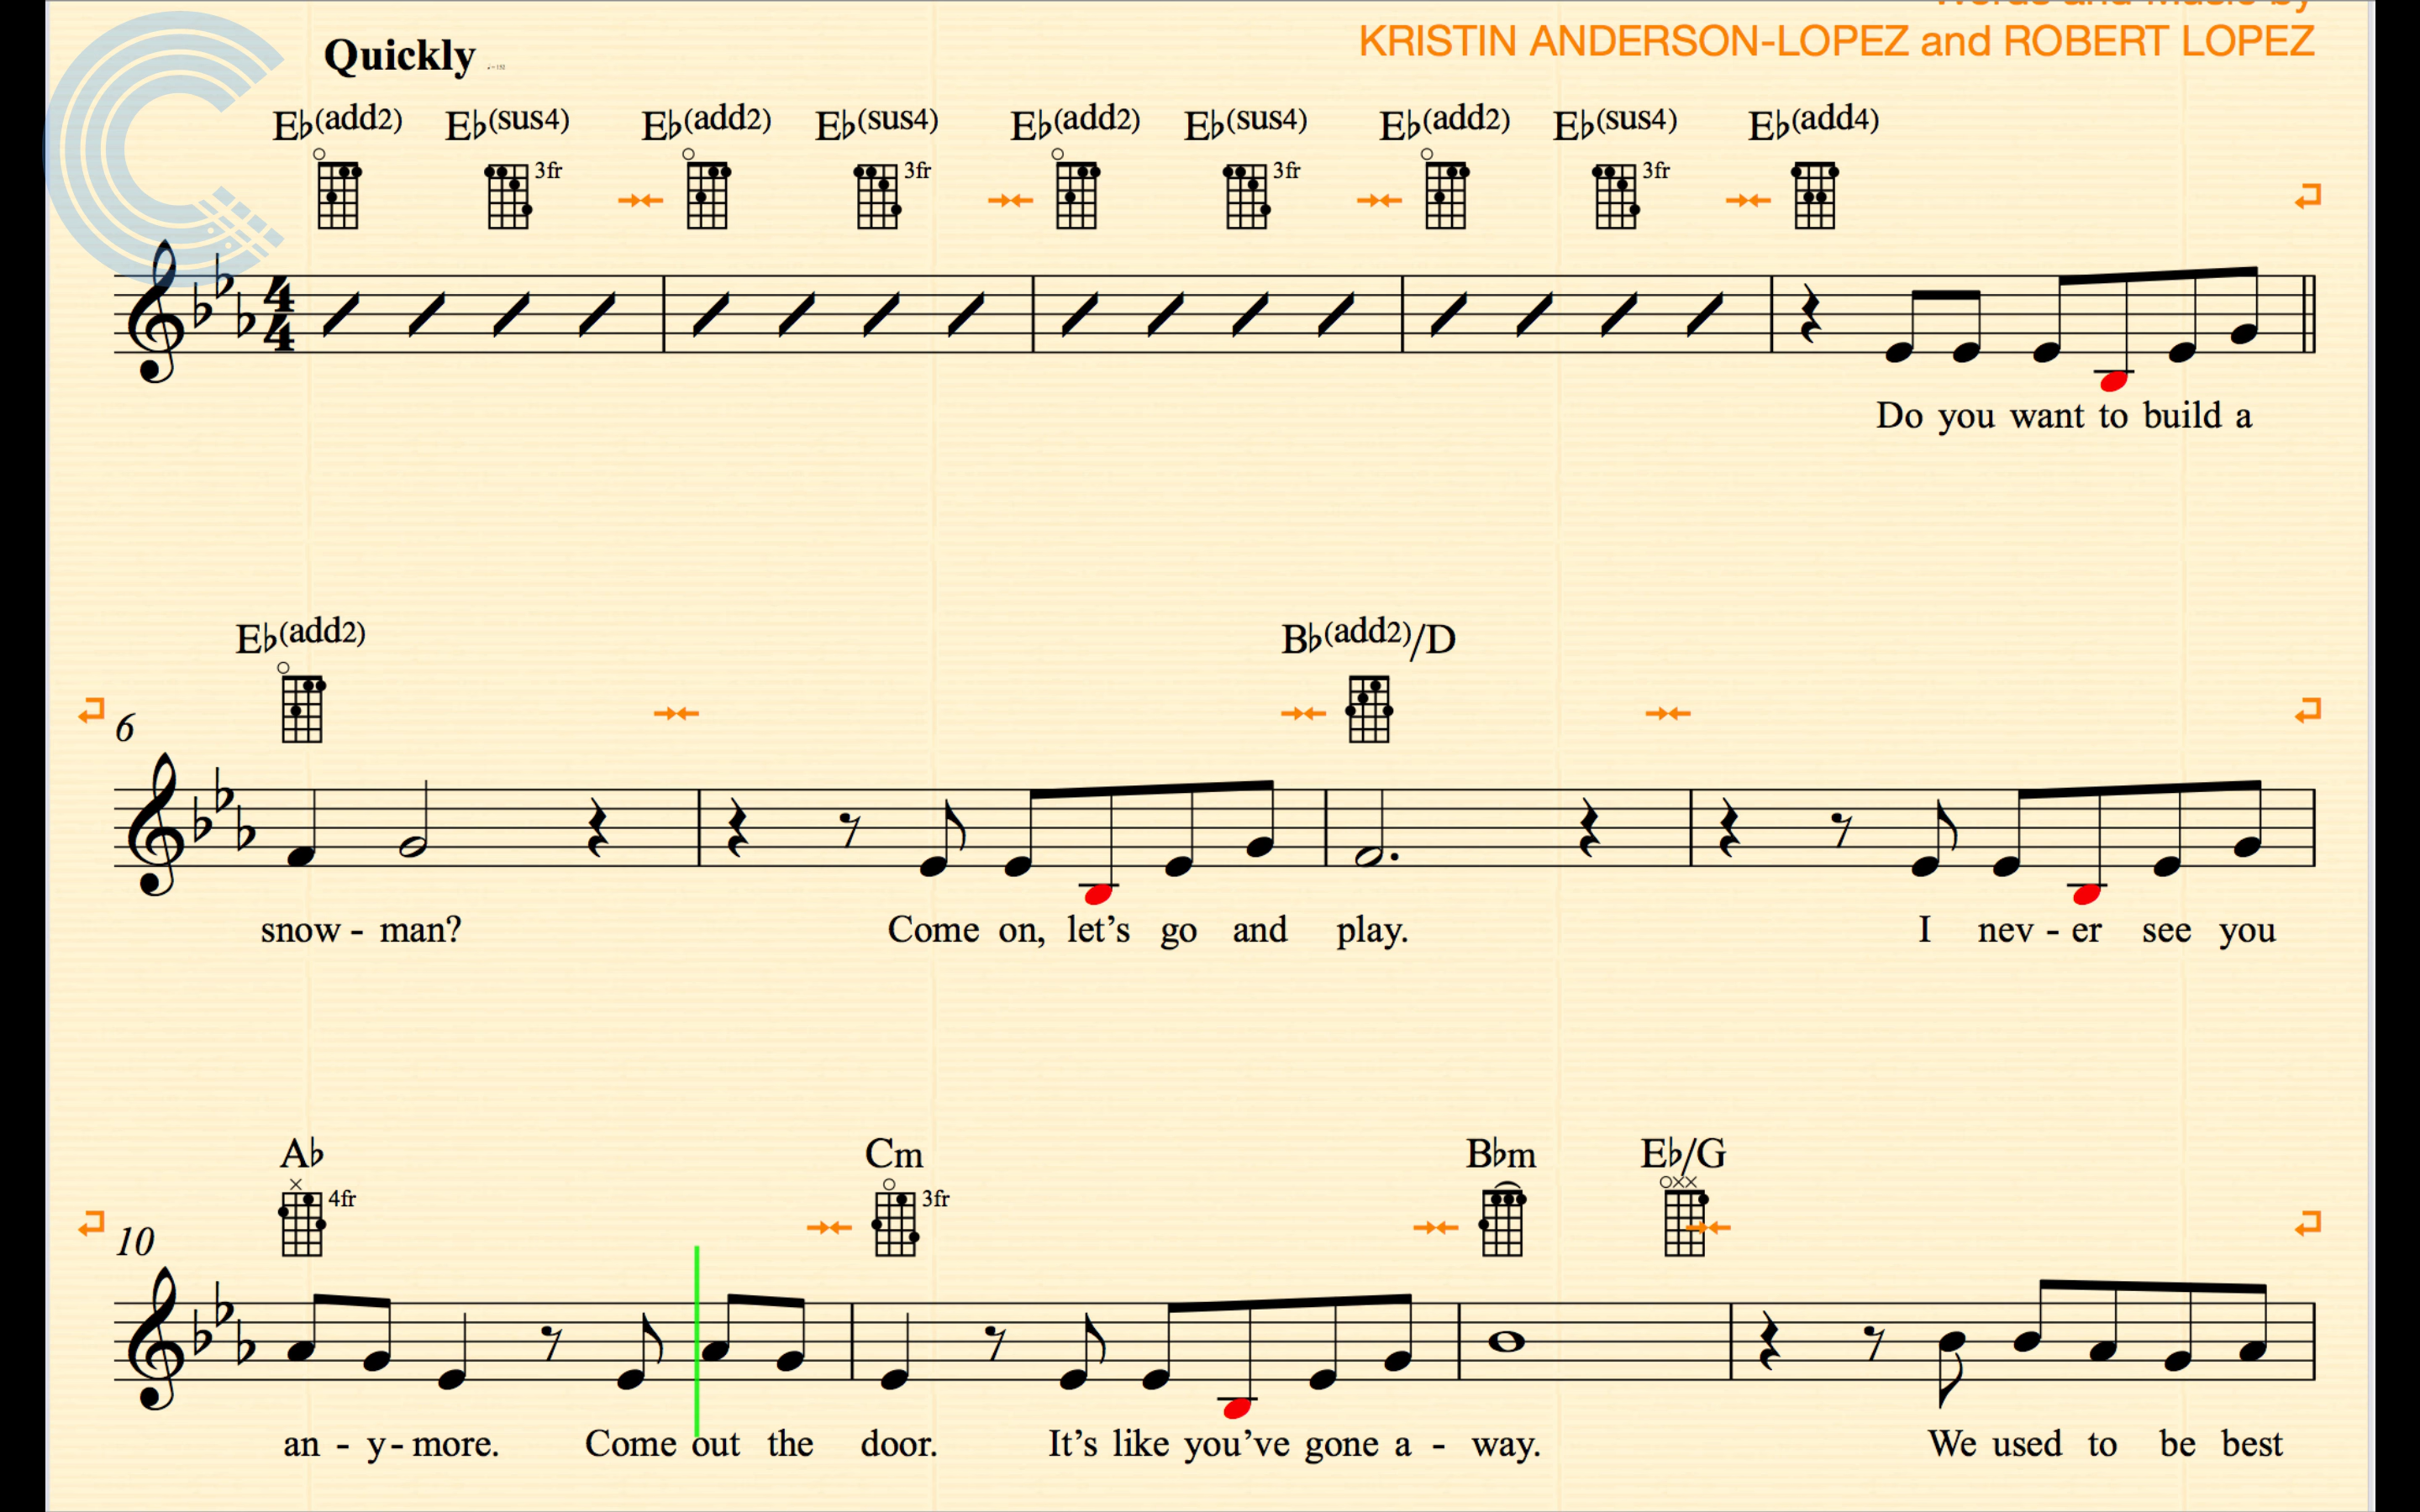 KRISTIN ANDERSON-LOPEZ and ROBERT LOPEZ
Quickly
E♭(add2) E♭(sus4) E♭(add2) E♭(sus4) E♭(add2) E♭(sus4) E♭(add2) E♭(sus4) E♭(add4)
3fr 3fr 3fr 3fr
4
4
Do you want to build a
E♭(add2) B♭(add2)/D
6
snow - man? Come on, let’s go and play. I nev - er see you
A♭ Cm B♭m E♭/G
4fr 3fr
10
an - y - more. Come out the door. It’s like you’ve gone a - way. We used to be best